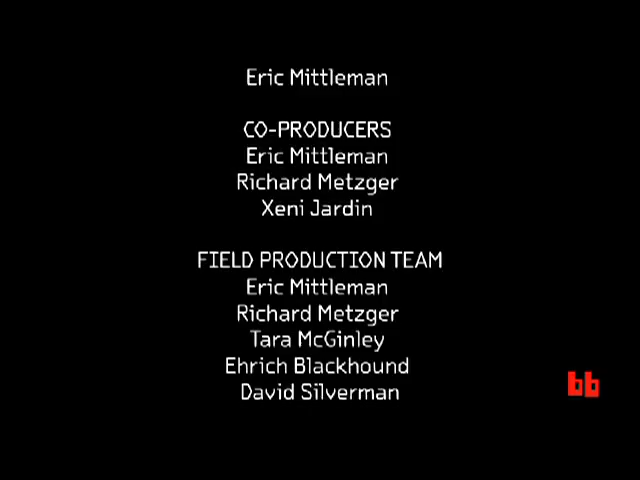 Eric Mittleman
CO-PRODUCERS
Eric Mittleman
Richard Metzger
Xeni Jardin
FIELD PRODUCTION TEAM
Eric Mittleman
Richard Metzger
Tara McGinley
Ehrich Blackhound
David Silverman
bb